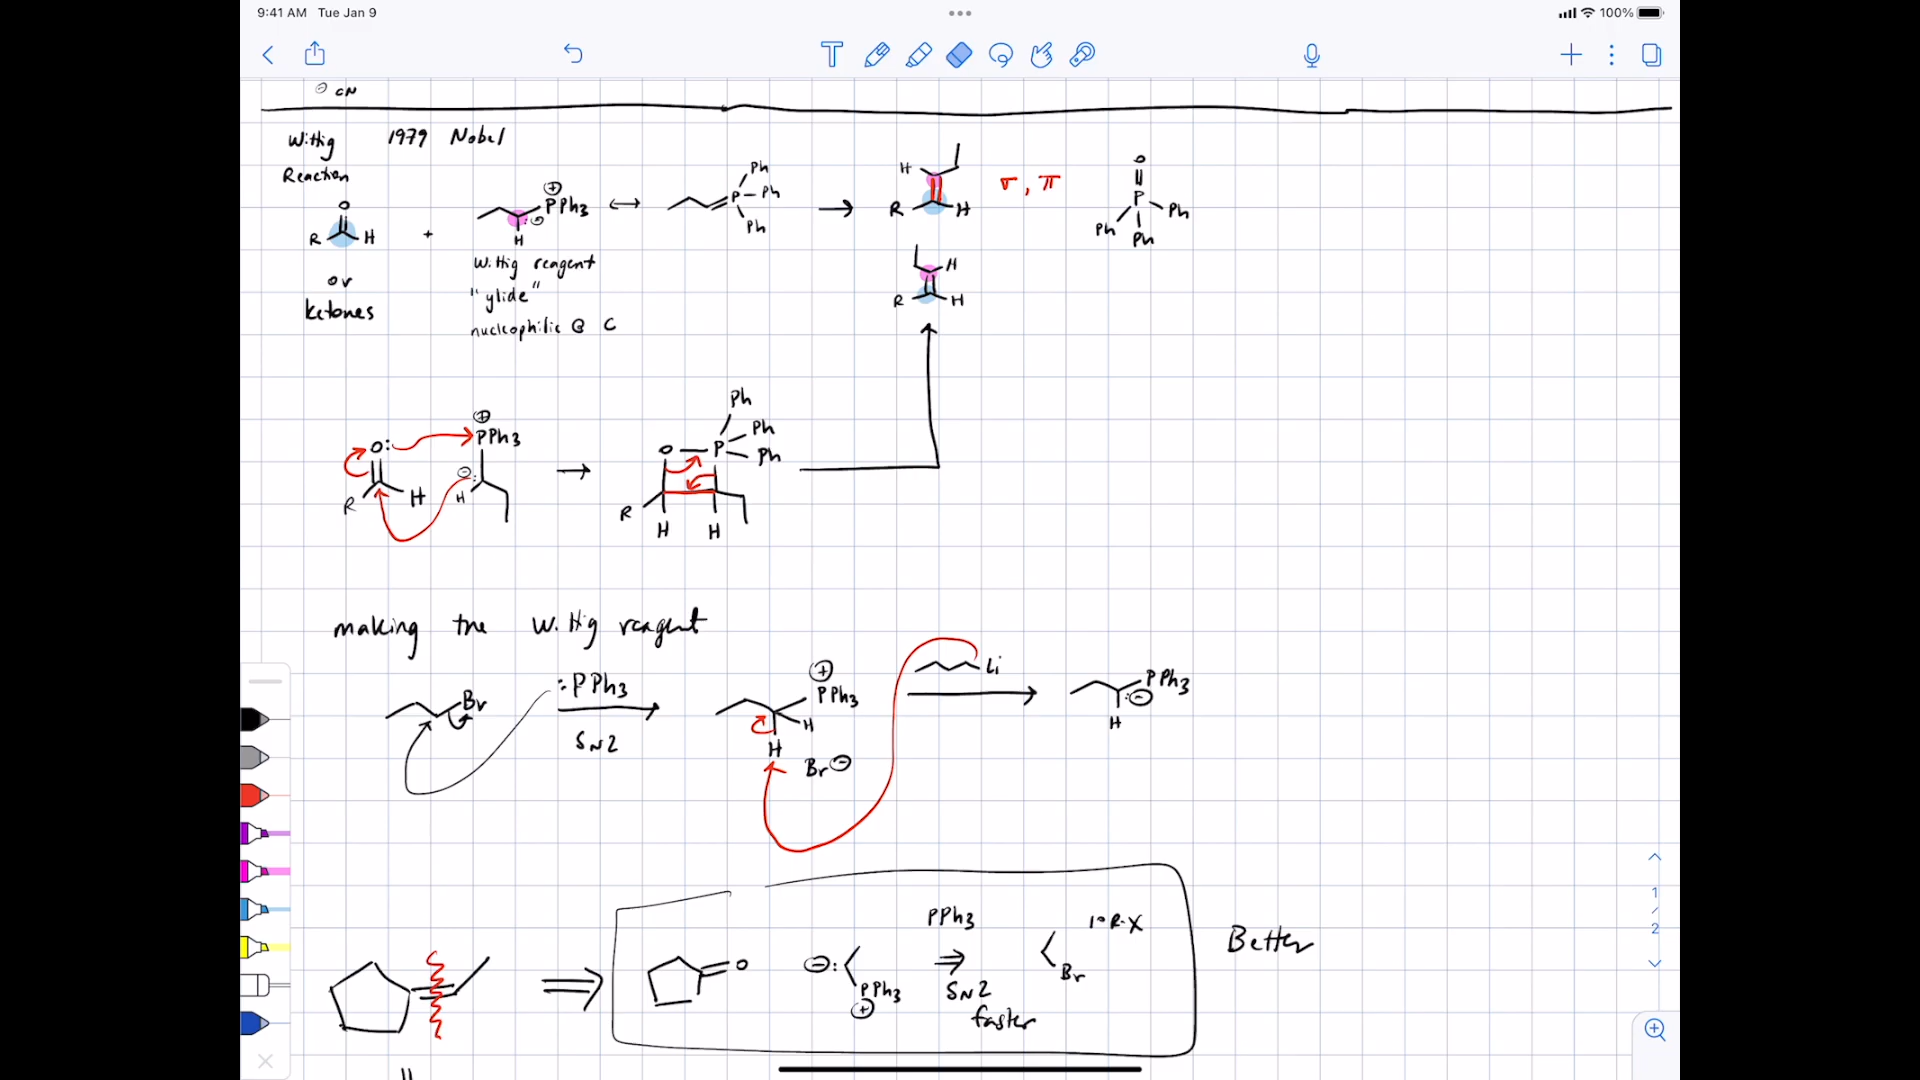 9:41 AM Tue Jan 9
100%
⊖ CN
Wittig 1979 Nobel
Reaction
O
R H
+
⊕
PPh3
:⊖
H
Ph
P Ph
Ph
H
R H
σ, π
O
P Ph
Ph Ph
or
ketones
Wittig reagent
"ylide"
nucleophilic @ C
H
R H
⊕
O: PPh3
⊖:
R H H
Ph
O P Ph
Ph
R
H H
making the Wittig reagent
Br
:PPh3
SN2
⊕
PPh3
H
H
Br⊖
Li
PPh3
:⊖
H
O
⊖:
PPh3
⊕
PPh3
SN2
faster
1° R-X
Br
Better
1
/
2